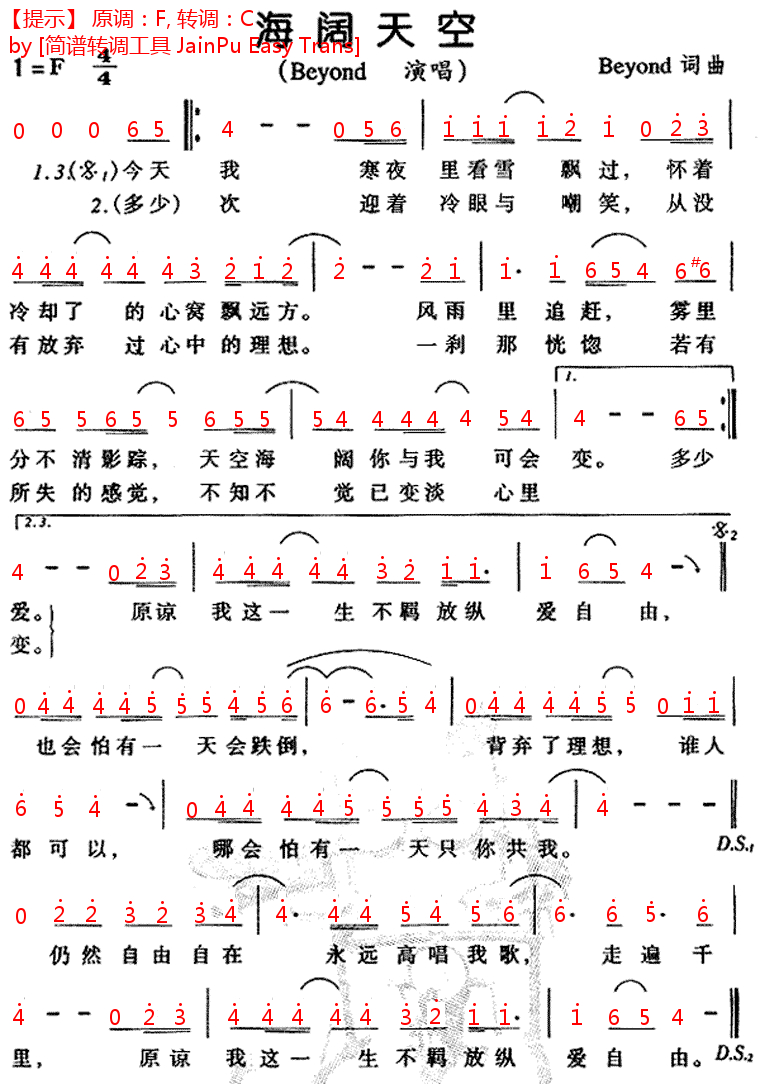 【提示】 原调：F, 转调：C
海阔天空
by [简谱转调工具 JainPu Easy Trans]
1=F 4/4
(Beyond 演唱)
Beyond 词曲
0 0 0 6 5 4 - - 0 5 6 i i i i 2 i 0 2 3
1.3.(𝄋1)今天 我 寒夜 里看雪 飘过，怀着
2.(多少) 次 迎着 冷眼与 嘲笑，从没
4 4 4 4 4 4 3 2 1 2 2 - - 2 1 1· 1 6 5 4 6 #6
冷却了 的心窝飘远方。 风雨 里 追赶， 雾里
有放弃 过心中的理想。 一刹 那 恍惚 若有
6 5 5 6 5 5 6 5 5 5 4 4 4 4 4 5 4 1. 4 - - 6 5
分不清影踪， 天空海 阔你与我 可会 变。 多少
所失的感觉， 不知不 觉已变淡 心里
2.3. 𝄋2
4 - - 0 2 3 4 4 4 4 4 3 2 1 1· 1 6 5 4 -
爱。 原谅 我这一 生不羁放纵 爱自 由，
变。
0 4 4 4 4 5 5 5 5 4 5 6 6 - 6· 5 4 0 4 4 4 4 5 5 5 0 1 1
也会怕有一 天会跌倒， 背弃了理想， 谁人
6 5 4 - 0 4 4 4 4 5 5 5 5 4 3 4 4 - - -
都可以， 哪会怕有一 天只你共我。 D.S.1
0 2 2 3 2 3 2 3 4 4· 4 4 5 4 5 6 6· 6 5· 6
仍然自由自在 永远高唱我歌， 走遍千
4 - - 0 2 3 4 4 4 4 4 3 2 1 1· 1 6 5 4 -
里， 原谅 我这一 生不羁放纵 爱自 由。D.S.2